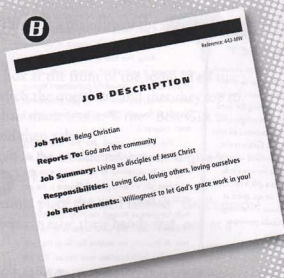 B
Reference: 443-MW
JOB DESCRIPTION
Job Title: Being Christian
Reports To: God and the community
Job Summary: Living as disciples of Jesus Christ
Responsibilities: Loving God, loving others, loving ourselves
Job Requirements: Willingness to let God's grace work in you!